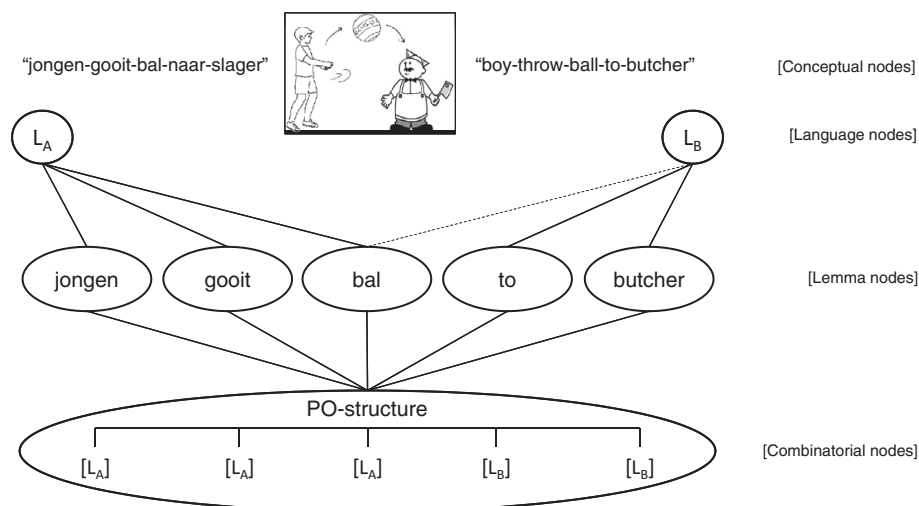 “jongen-gooit-bal-naar-slager” “boy-throw-ball-to-butcher” [Conceptual nodes]
L_A L_B [Language nodes]
jongen gooit bal to butcher [Lemma nodes]
PO-structure
[Combinatorial nodes]
[L_A] [L_A] [L_A] [L_B] [L_B]